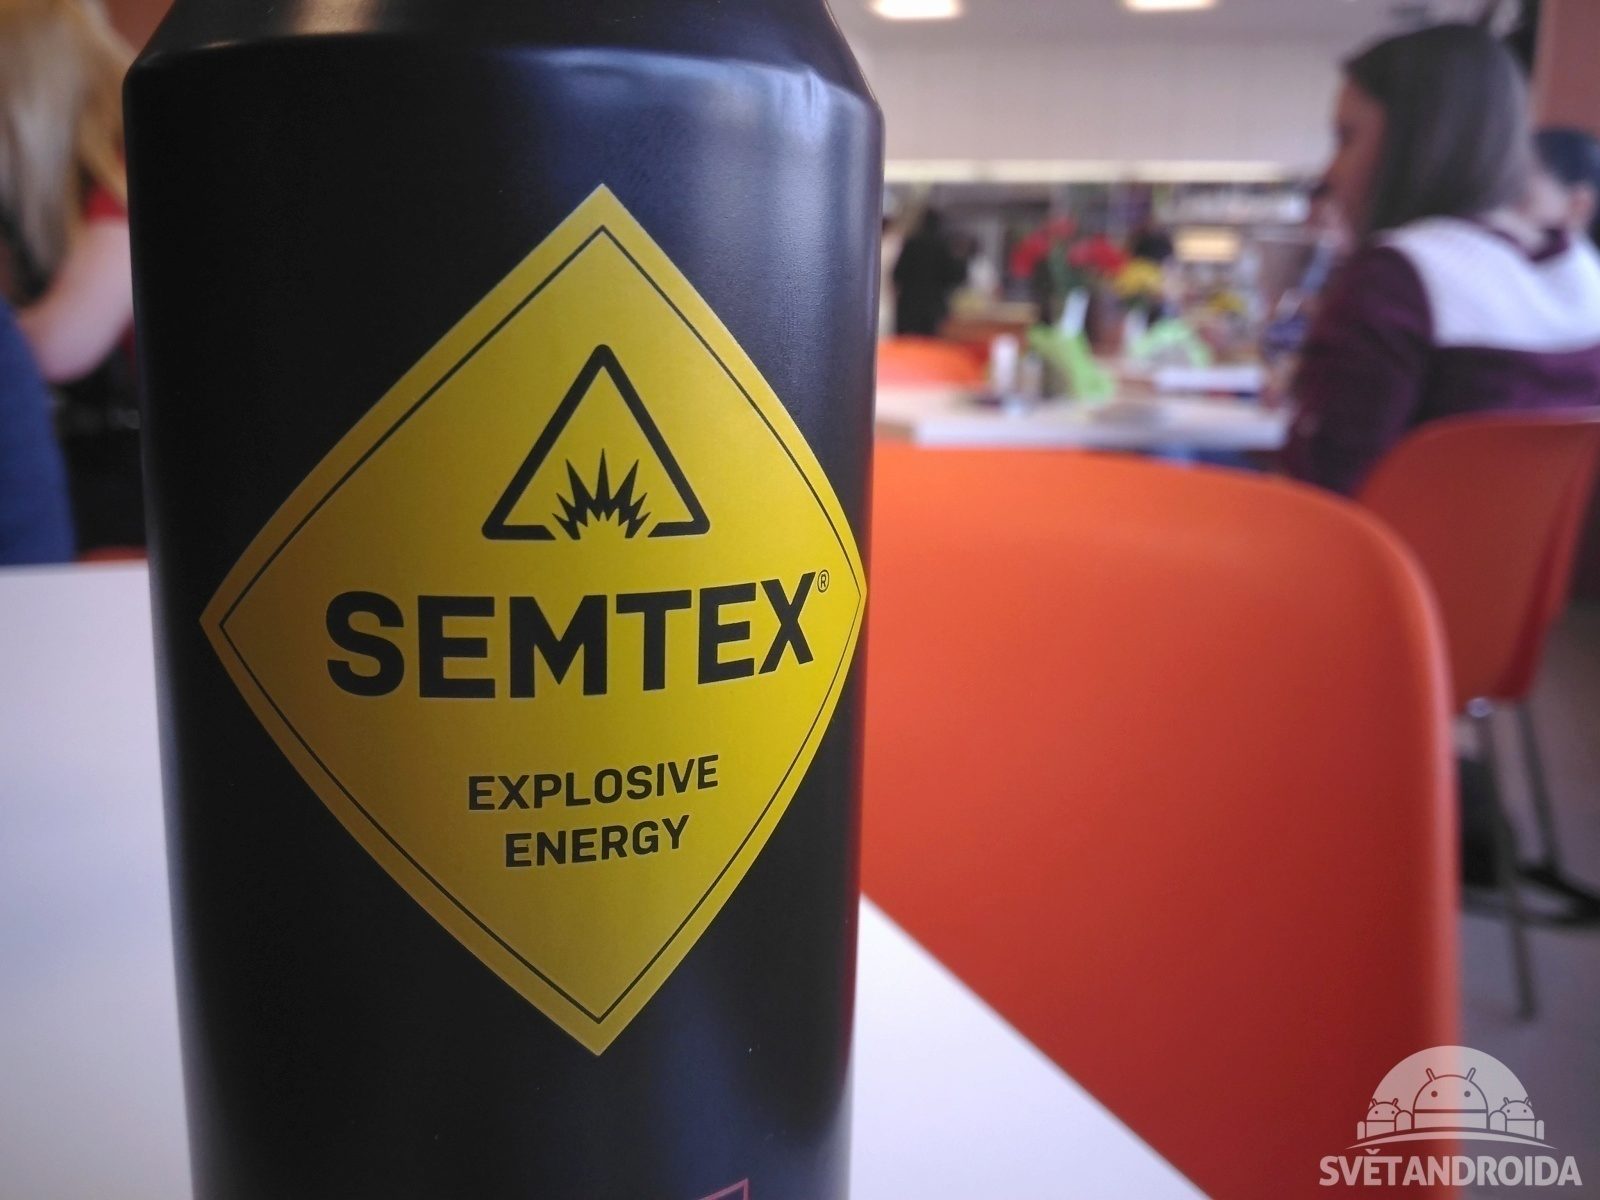 SEMTEX®
EXPLOSIVE
ENERGY
SVĚTANDROIDA